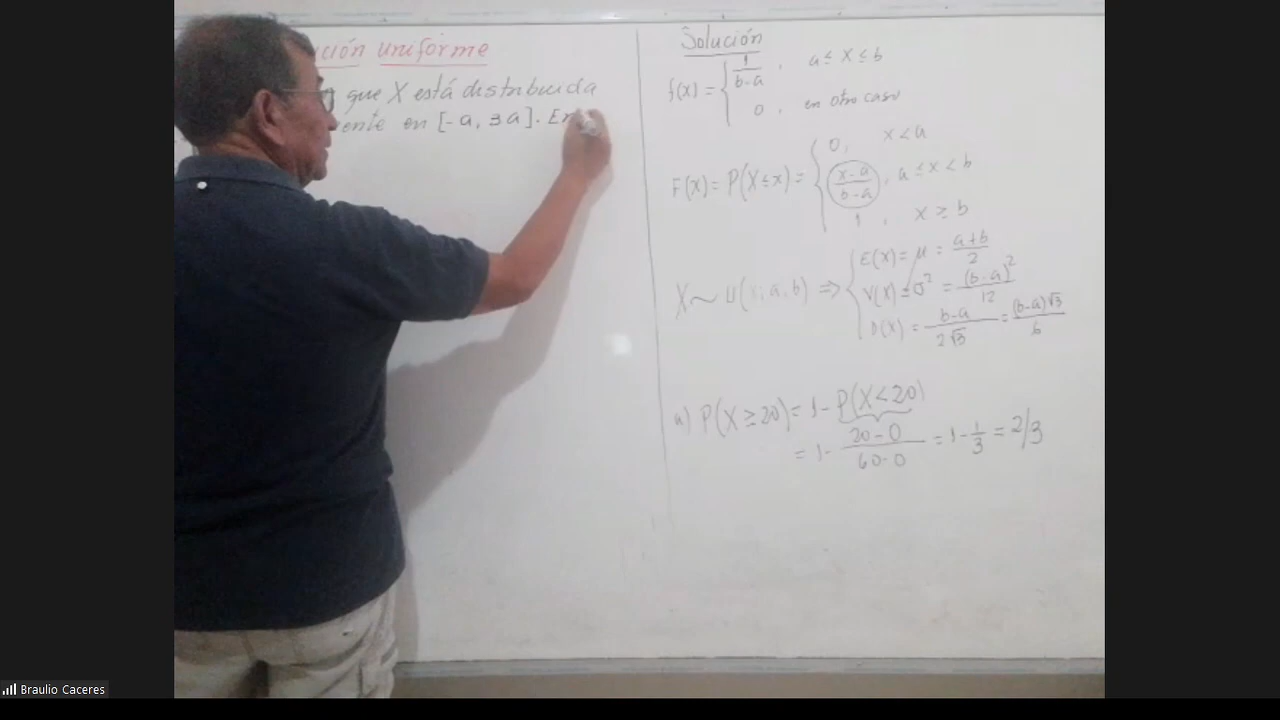 ción uniforme
que X está distribuida
ente en [-a, 3a]. En
Solución
f(x) = { 1/(b-a) , a ≤ X ≤ b
0 , en otro caso
F(x) = P(X ≤ x) = { 0, x < a
(x-a)/(b-a) , a ≤ x < b
1 , x ≥ b
X ~ U(x; a, b) ⇒ { E(X) = μ = (a+b)/2
V(X) = σ² = (b-a)²/12
D(X) = (b-a)/(2√3) = (b-a)√3/6
a) P(X ≥ 20) = 1 - P(X < 20)
= 1 - (20-0)/(60-0) = 1 - 1/3 = 2/3
Braulio Caceres